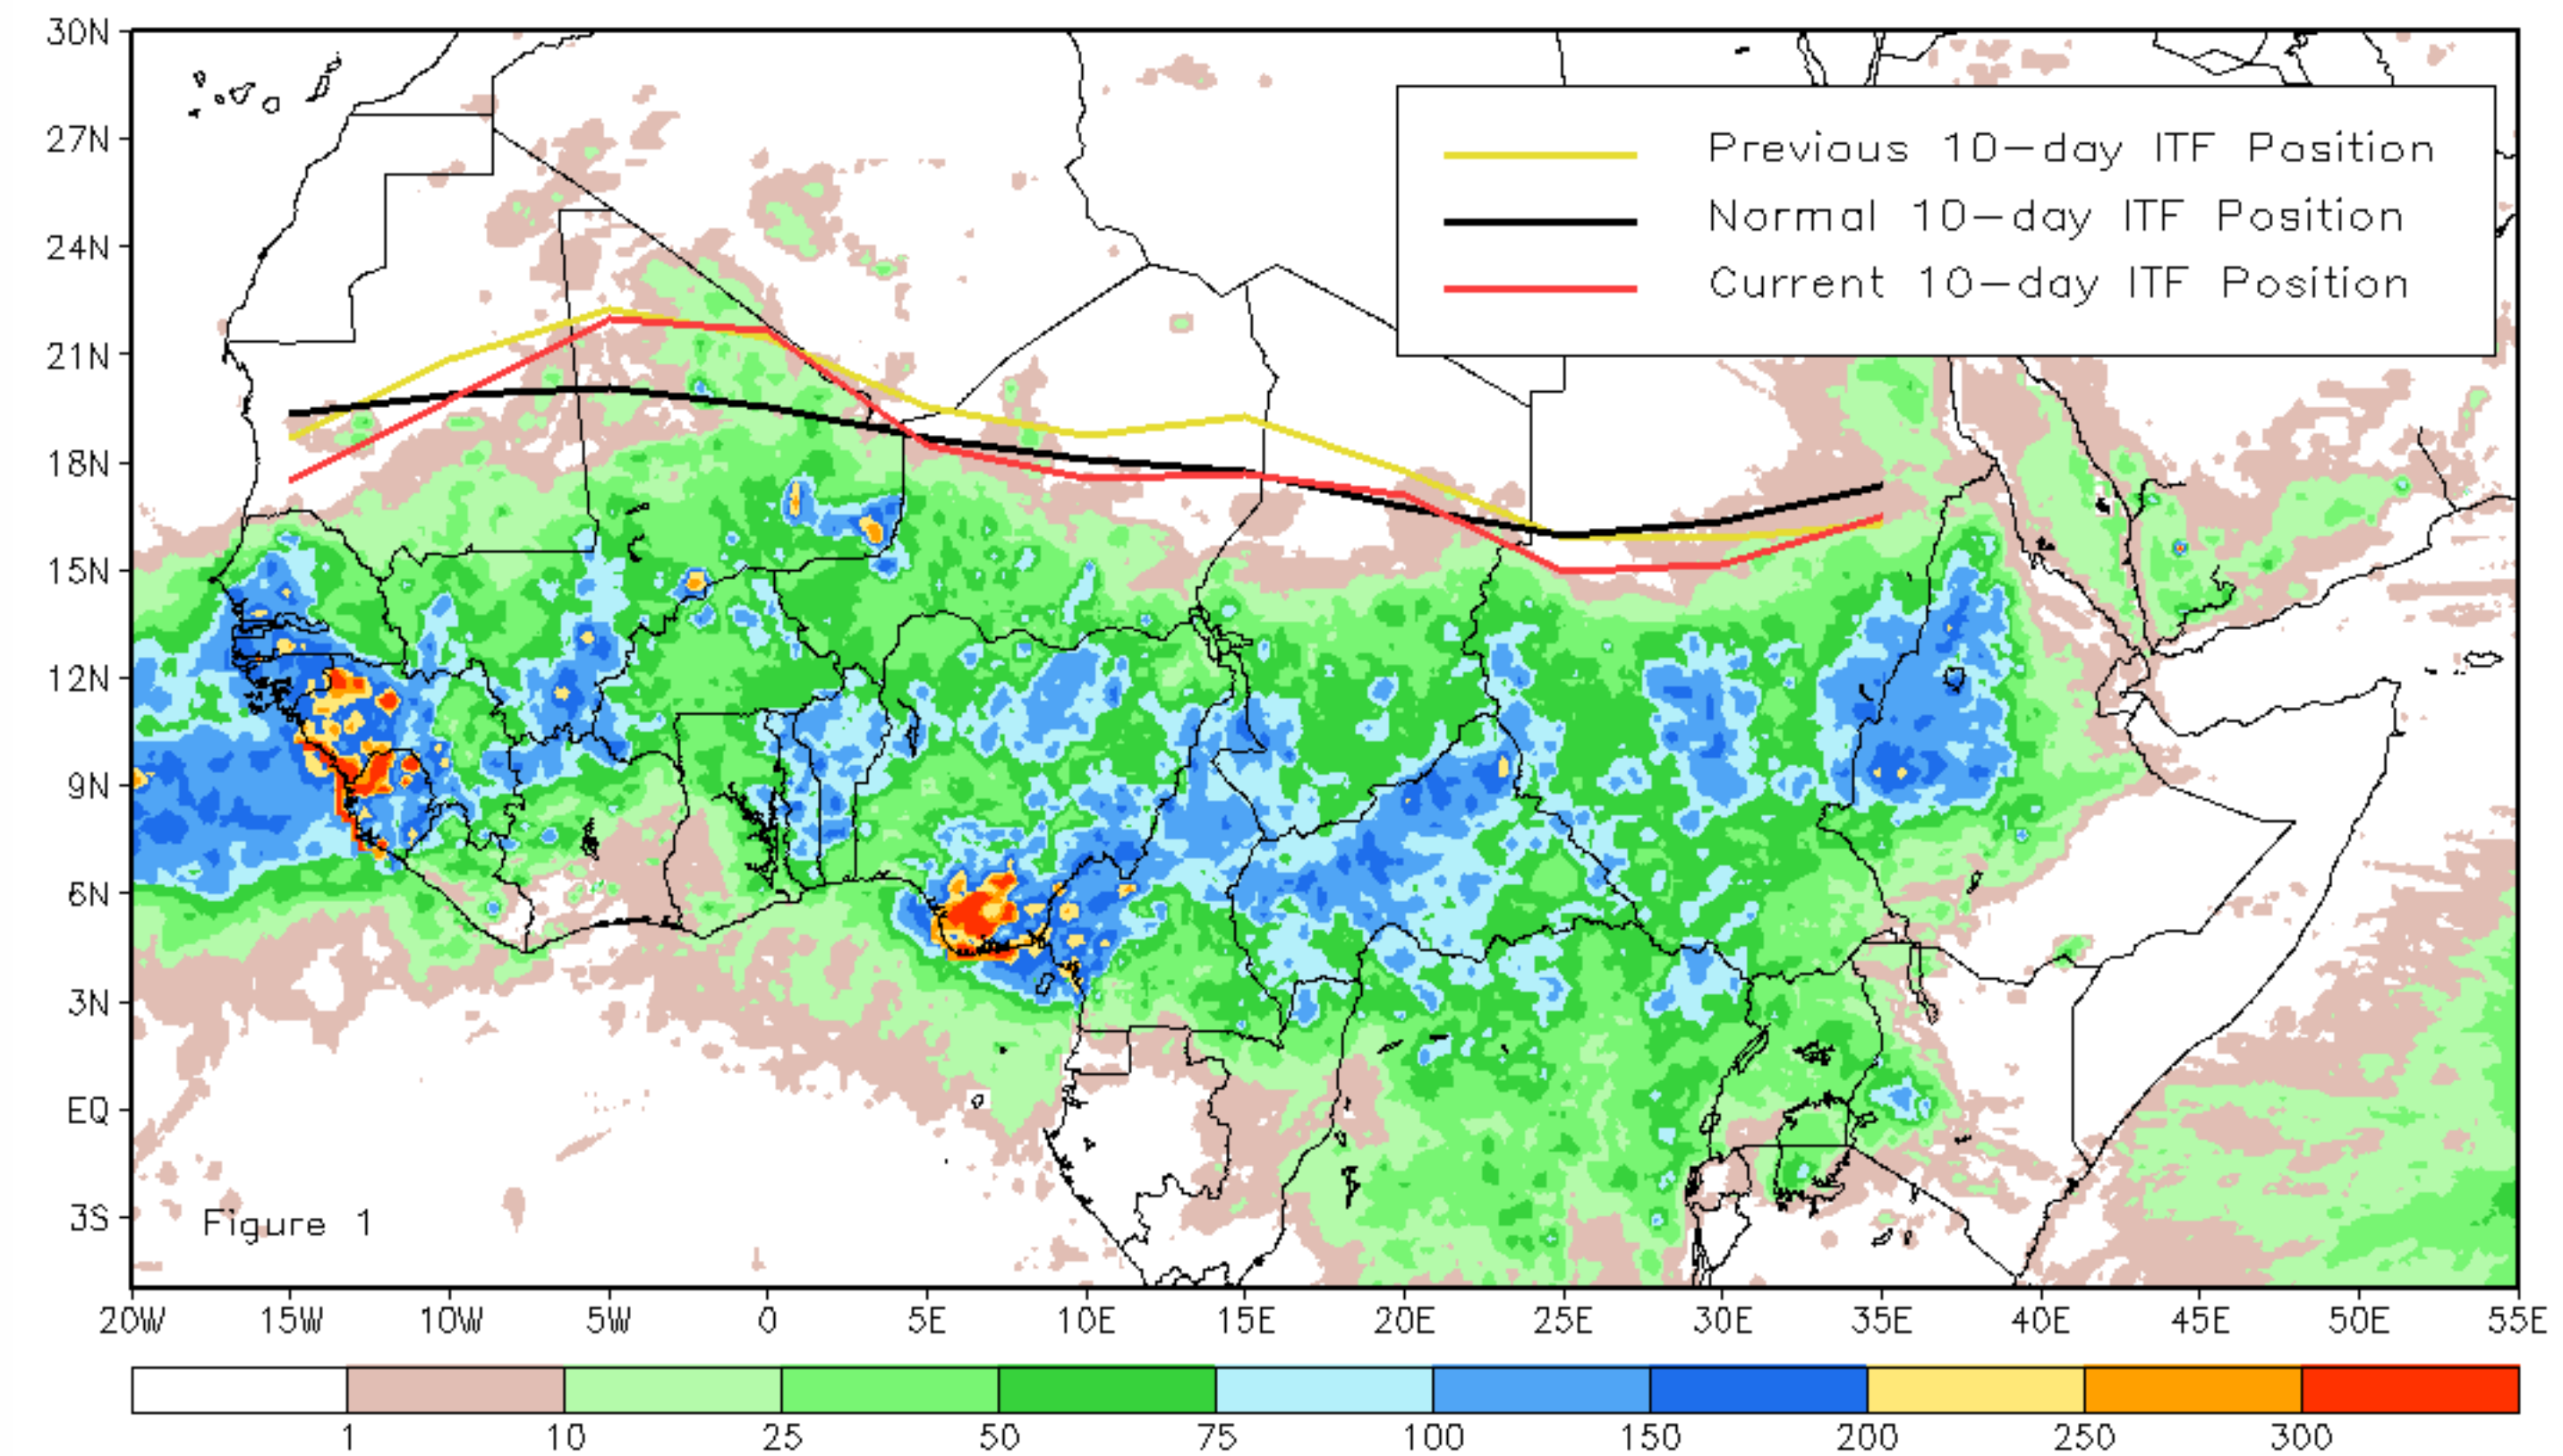 30N
27N
24N
21N
18N
15N
12N
9N
6N
3N
EQ
3S
Previous 10-day ITF Position
Normal 10-day ITF Position
Current 10-day ITF Position
Figure 1
20W 15W 10W 5W 0 5E 10E 15E 20E 25E 30E 35E 40E 45E 50E 55E
1 10 25 50 75 100 150 200 250 300